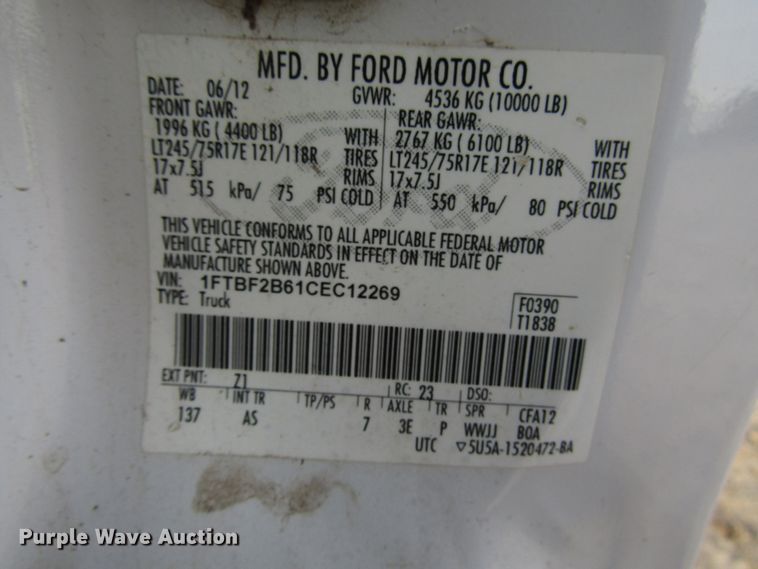 MFD. BY FORD MOTOR CO.
DATE: 06/12 GVWR: 4536 KG (10000 LB)
FRONT GAWR: REAR GAWR:
1996 KG ( 4400 LB) WITH 2767 KG ( 6100 LB) WITH
LT245/75R17E 121/118R TIRES LT245/75R17E 121/118R TIRES
17x7.5J RIMS 17x7.5J RIMS
AT 515 kPa/ 75 PSI COLD AT 550 kPa/ 80 PSI COLD
THIS VEHICLE CONFORMS TO ALL APPLICABLE FEDERAL MOTOR
VEHICLE SAFETY STANDARDS IN EFFECT ON THE DATE OF
MANUFACTURE SHOWN ABOVE.
VIN: 1FTBF2B61CEC12269 F0390
TYPE: Truck T1838
EXT PNT: Z1 RC: 23 DSO:
WB INT TR TP/PS R AXLE TR SPR CFA12
137 AS 7 3E P WWJJ BOA
UTC ▽5U5A-1520472-BA
Purple Wave Auction